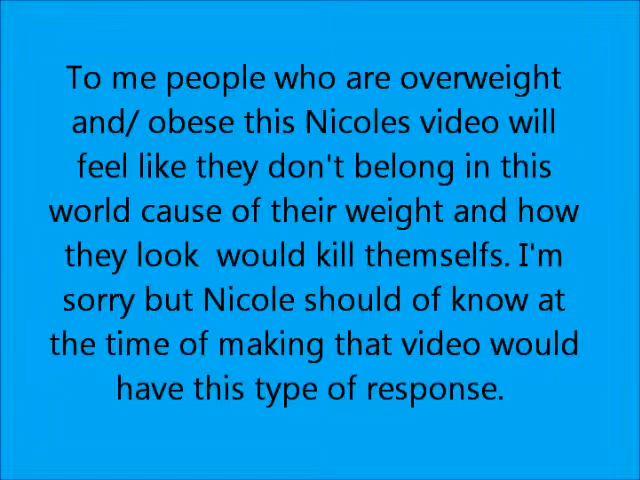 To me people who are overweight
and/ obese this Nicoles video will
feel like they don't belong in this
world cause of their weight and how
they look  would kill themselfs. I'm
sorry but Nicole should of know at
the time of making that video would
have this type of response.